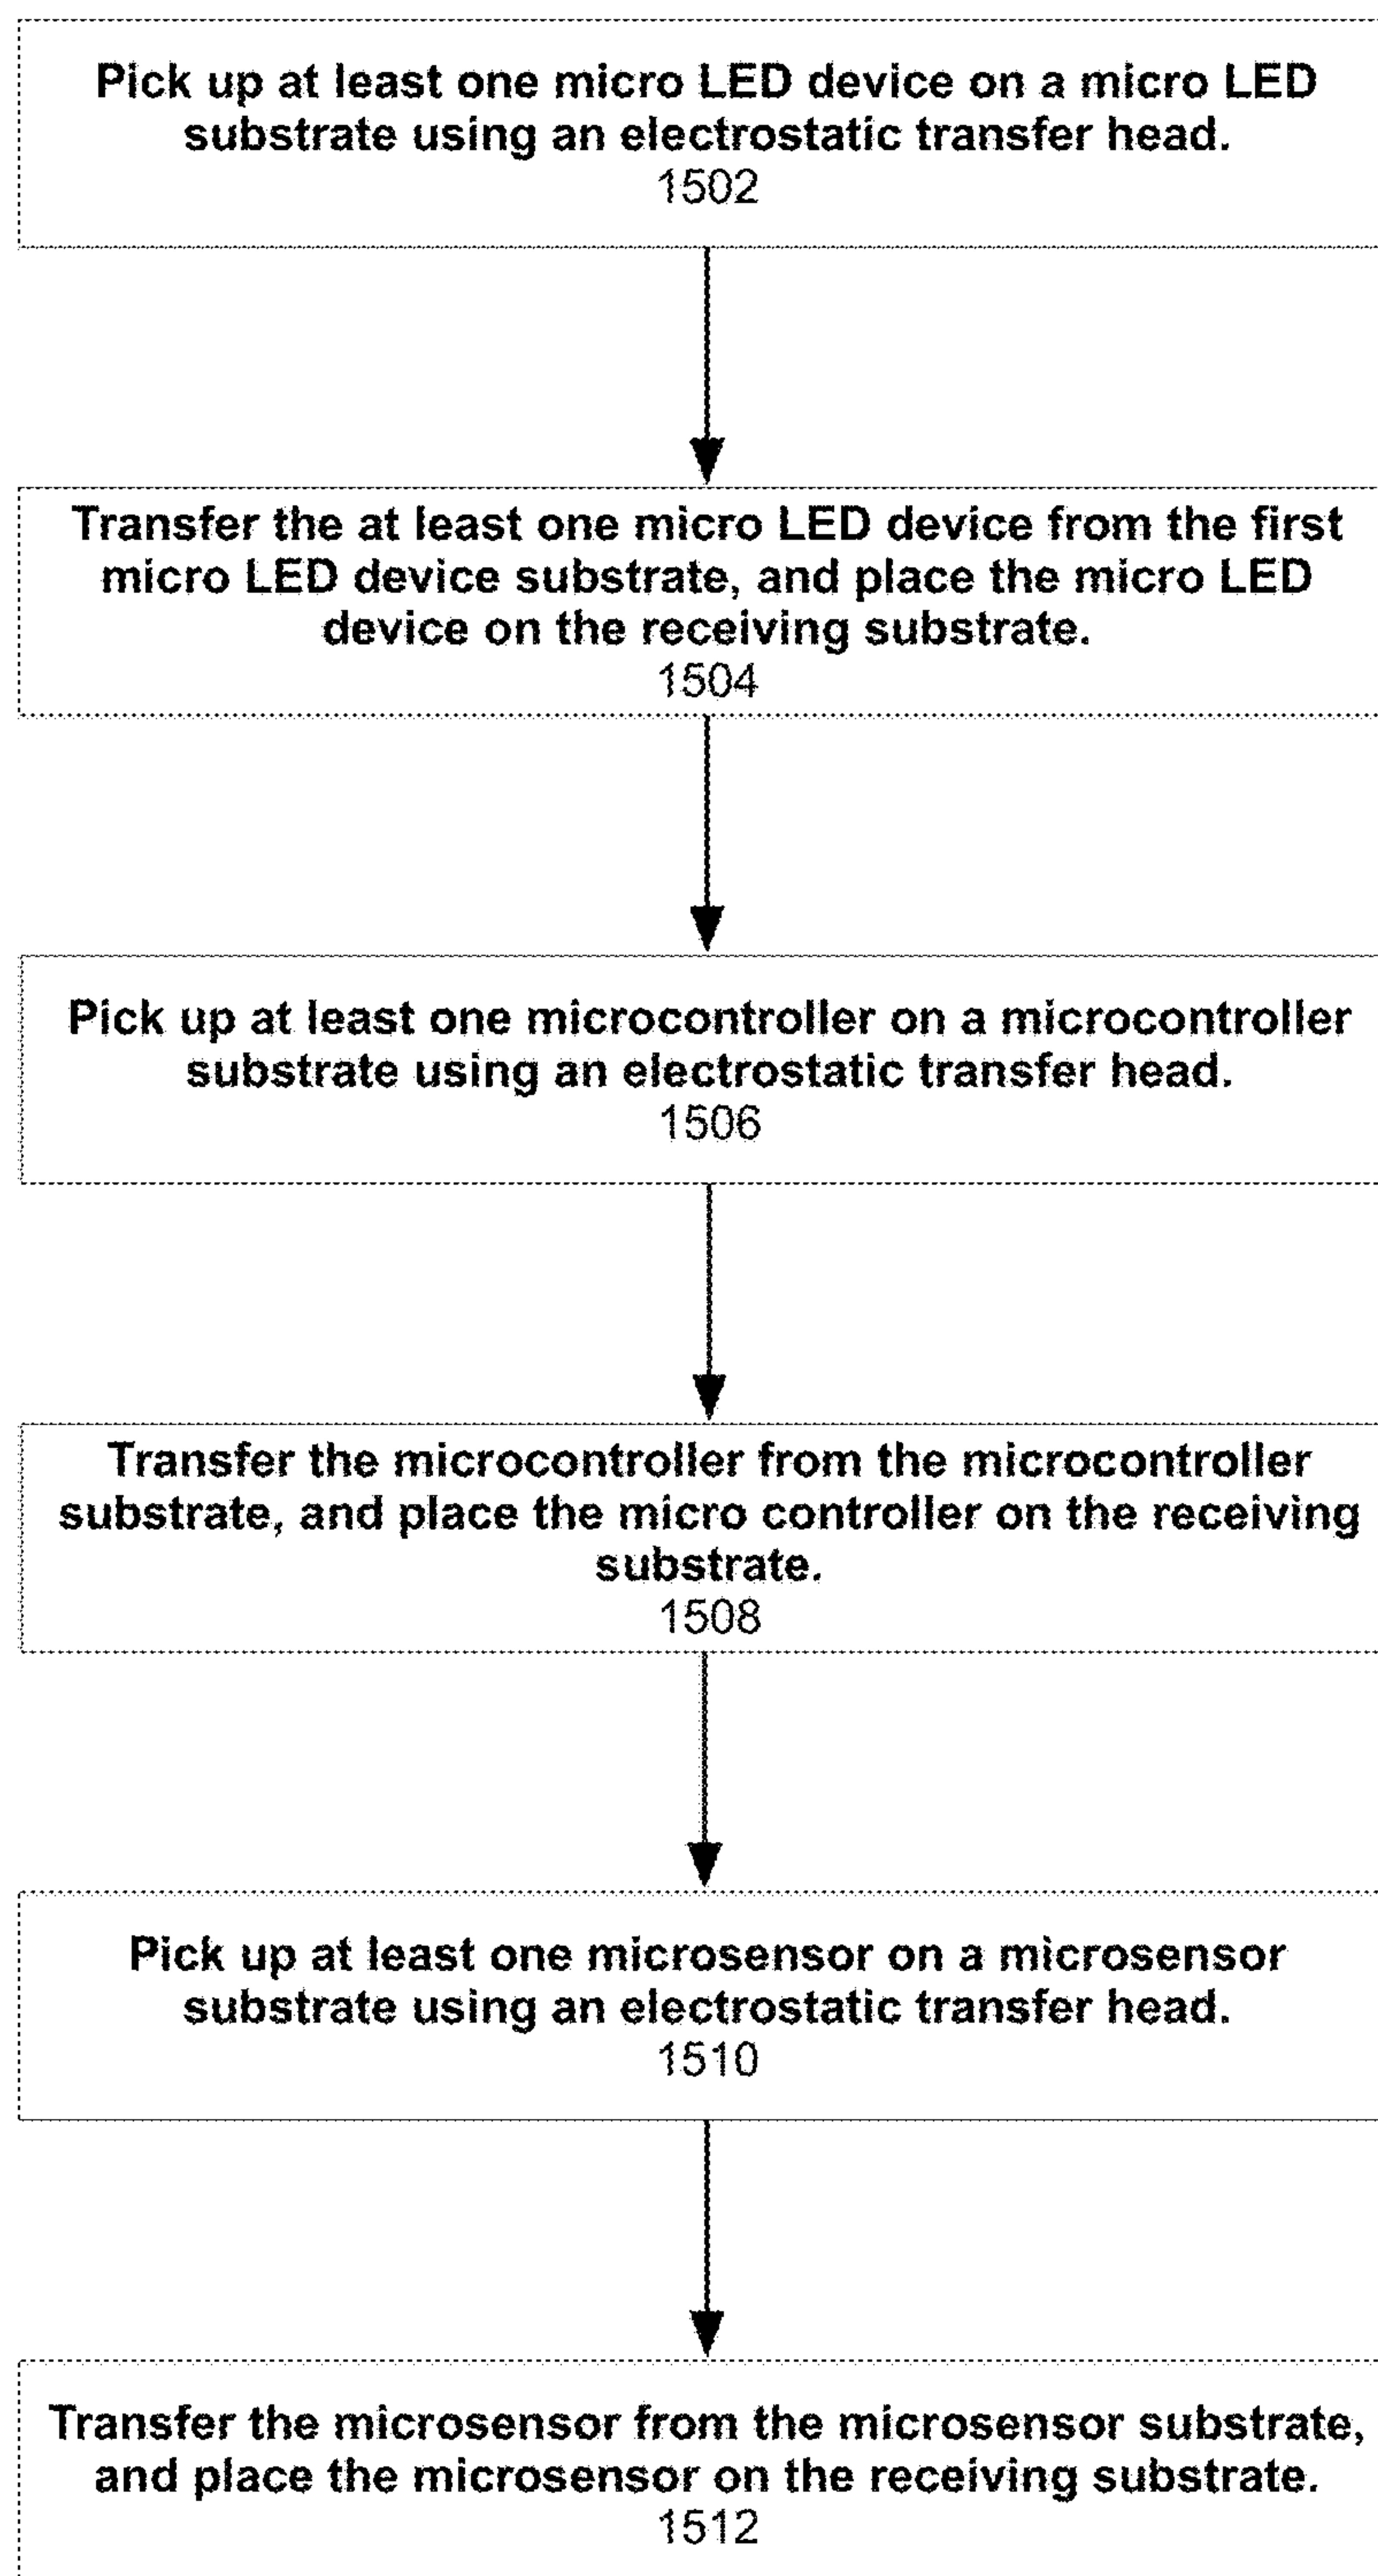 Pick up at least one micro LED device on a micro LED
substrate using an electrostatic transfer head.
1502
Transfer the at least one micro LED device from the first
micro LED device substrate, and place the micro LED
device on the receiving substrate.
1504
Pick up at least one microcontroller on a microcontroller
substrate using an electrostatic transfer head.
1506
Transfer the microcontroller from the microcontroller
substrate, and place the micro controller on the receiving
substrate.
1508
Pick up at least one microsensor on a microsensor
substrate using an electrostatic transfer head.
1510
Transfer the microsensor from the microsensor substrate,
and place the microsensor on the receiving substrate.
1512